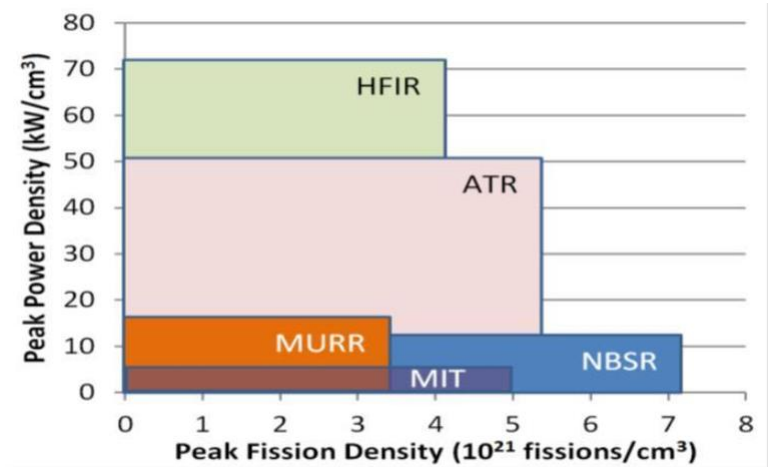 80
70
60
50
40
30
20
10
0
Peak Power Density (kW/cm³)
HFIR
ATR
MURR
NBSR
MIT
0 1 2 3 4 5 6 7 8
Peak Fission Density (10²¹ fissions/cm³)